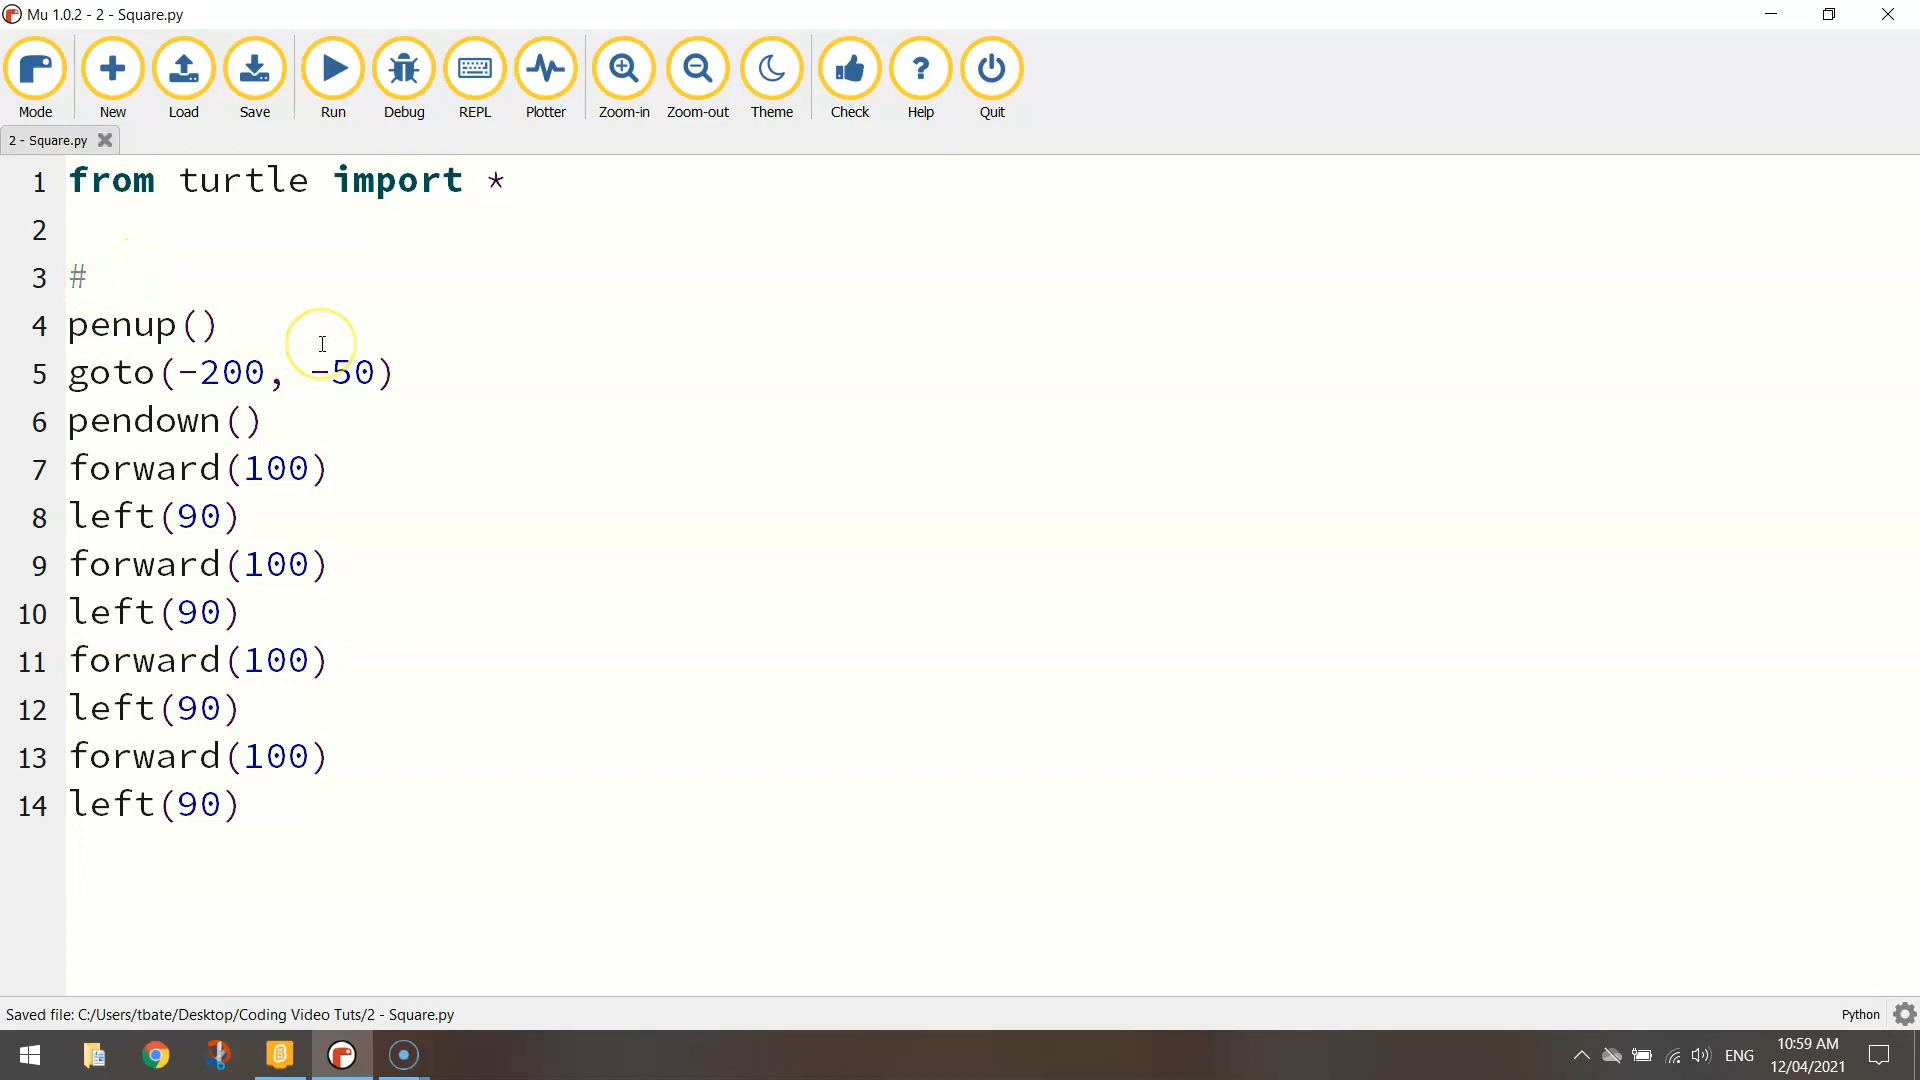 Mu 1.0.2 - 2 - Square.py
Mode New Load Save Run Debug REPL Plotter Zoom-in Zoom-out Theme Check Help Quit
2 - Square.py
1 from turtle import *
2
3 #
4 penup()
5 goto(-200, -50)
6 pendown()
7 forward(100)
8 left(90)
9 forward(100)
10 left(90)
11 forward(100)
12 left(90)
13 forward(100)
14 left(90)
Saved file: C:/Users/tbate/Desktop/Coding Video Tuts/2 - Square.py
Python
ENG
10:59 AM
12/04/2021